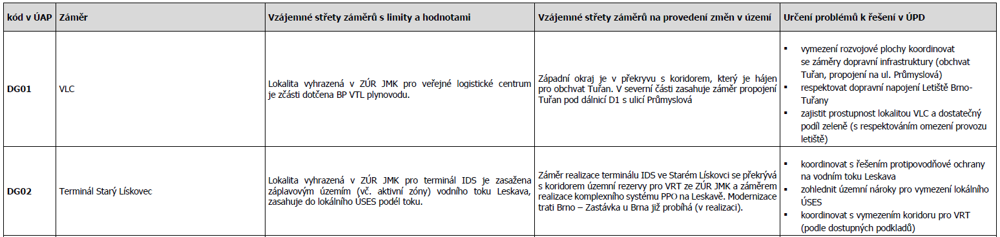 kód v ÚAP
Záměr
Vzájemné střety záměrů s limity a hodnotami
Vzájemné střety záměrů na provedení změn v území
Určení problémů k řešení v ÚPD
DG01
VLC
Lokalita vyhrazená v ZÚR JMK pro veřejné logistické centrum
je zčásti dotčena BP VTL plynovodu.
Západní okraj je v překryvu s koridorem, který je hájen
pro obchvat Tuřan. V severní části zasahuje záměr propojení
Tuřan pod dálnicí D1 s ulicí Průmyslová
▪ vymezení rozvojové plochy koordinovat
se záměry dopravní infrastruktury (obchvat
Tuřan, propojení na ul. Průmyslová)
▪ respektovat dopravní napojení Letiště Brno-
Tuřany
▪ zajistit prostupnost lokalitou VLC a dostatečný
podíl zeleně (s respektováním omezení provozu
letiště)
DG02
Terminál Starý Lískovec
Lokalita vyhrazená v ZÚR JMK pro terminál IDS je zasažena
záplavovým územím (vč. aktivní zóny) vodního toku Leskava,
zasahuje do lokálního ÚSES podél toku.
Záměr realizace terminálu IDS ve Starém Lískovci se překrývá
s koridorem územní rezervy pro VRT ze ZÚR JMK a záměrem
realizace komplexního systému PPO na Leskavě. Modernizace
trati Brno – Zastávka u Brna již probíhá (v realizaci).
▪ koordinovat s řešením protipovodňové ochrany
na vodním toku Leskava
▪ zohlednit územní nároky pro vymezení lokálního
ÚSES
▪ koordinovat s vymezením koridoru pro VRT
(podle dostupných podkladů)